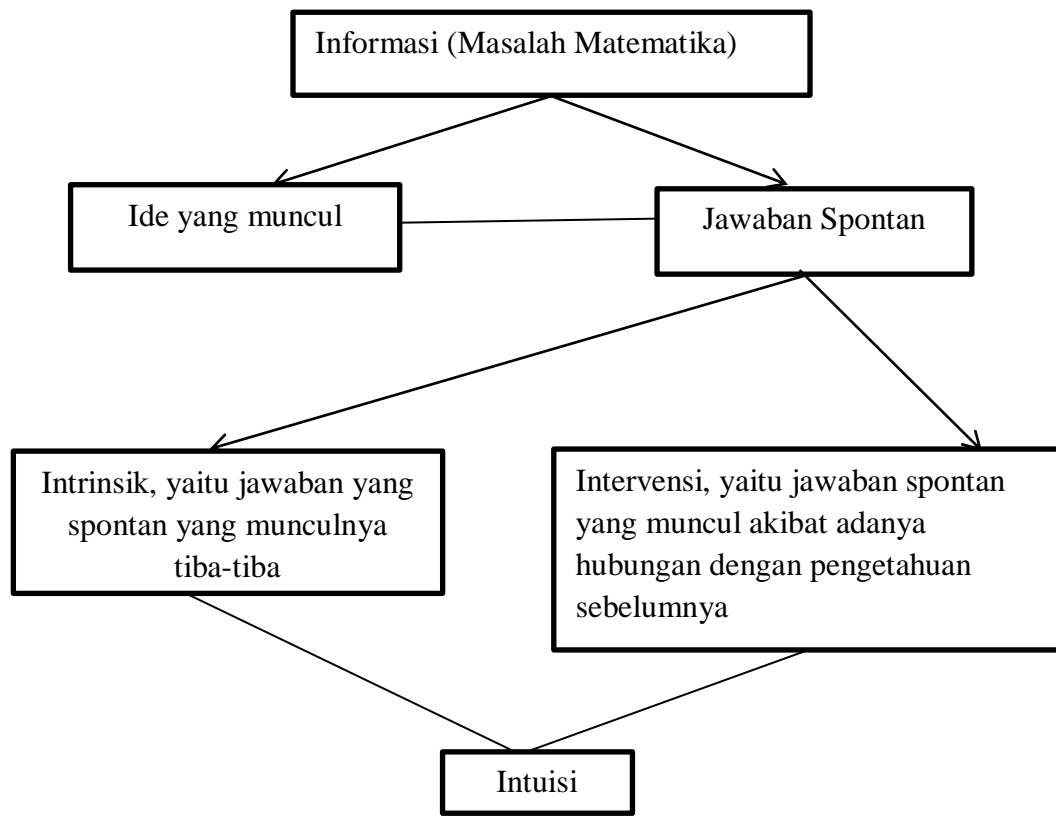 Informasi (Masalah Matematika)
Ide yang muncul
Jawaban Spontan
Intrinsik, yaitu jawaban yang
spontan yang munculnya
tiba-tiba
Intervensi, yaitu jawaban spontan
yang muncul akibat adanya
hubungan dengan pengetahuan
sebelumnya
Intuisi